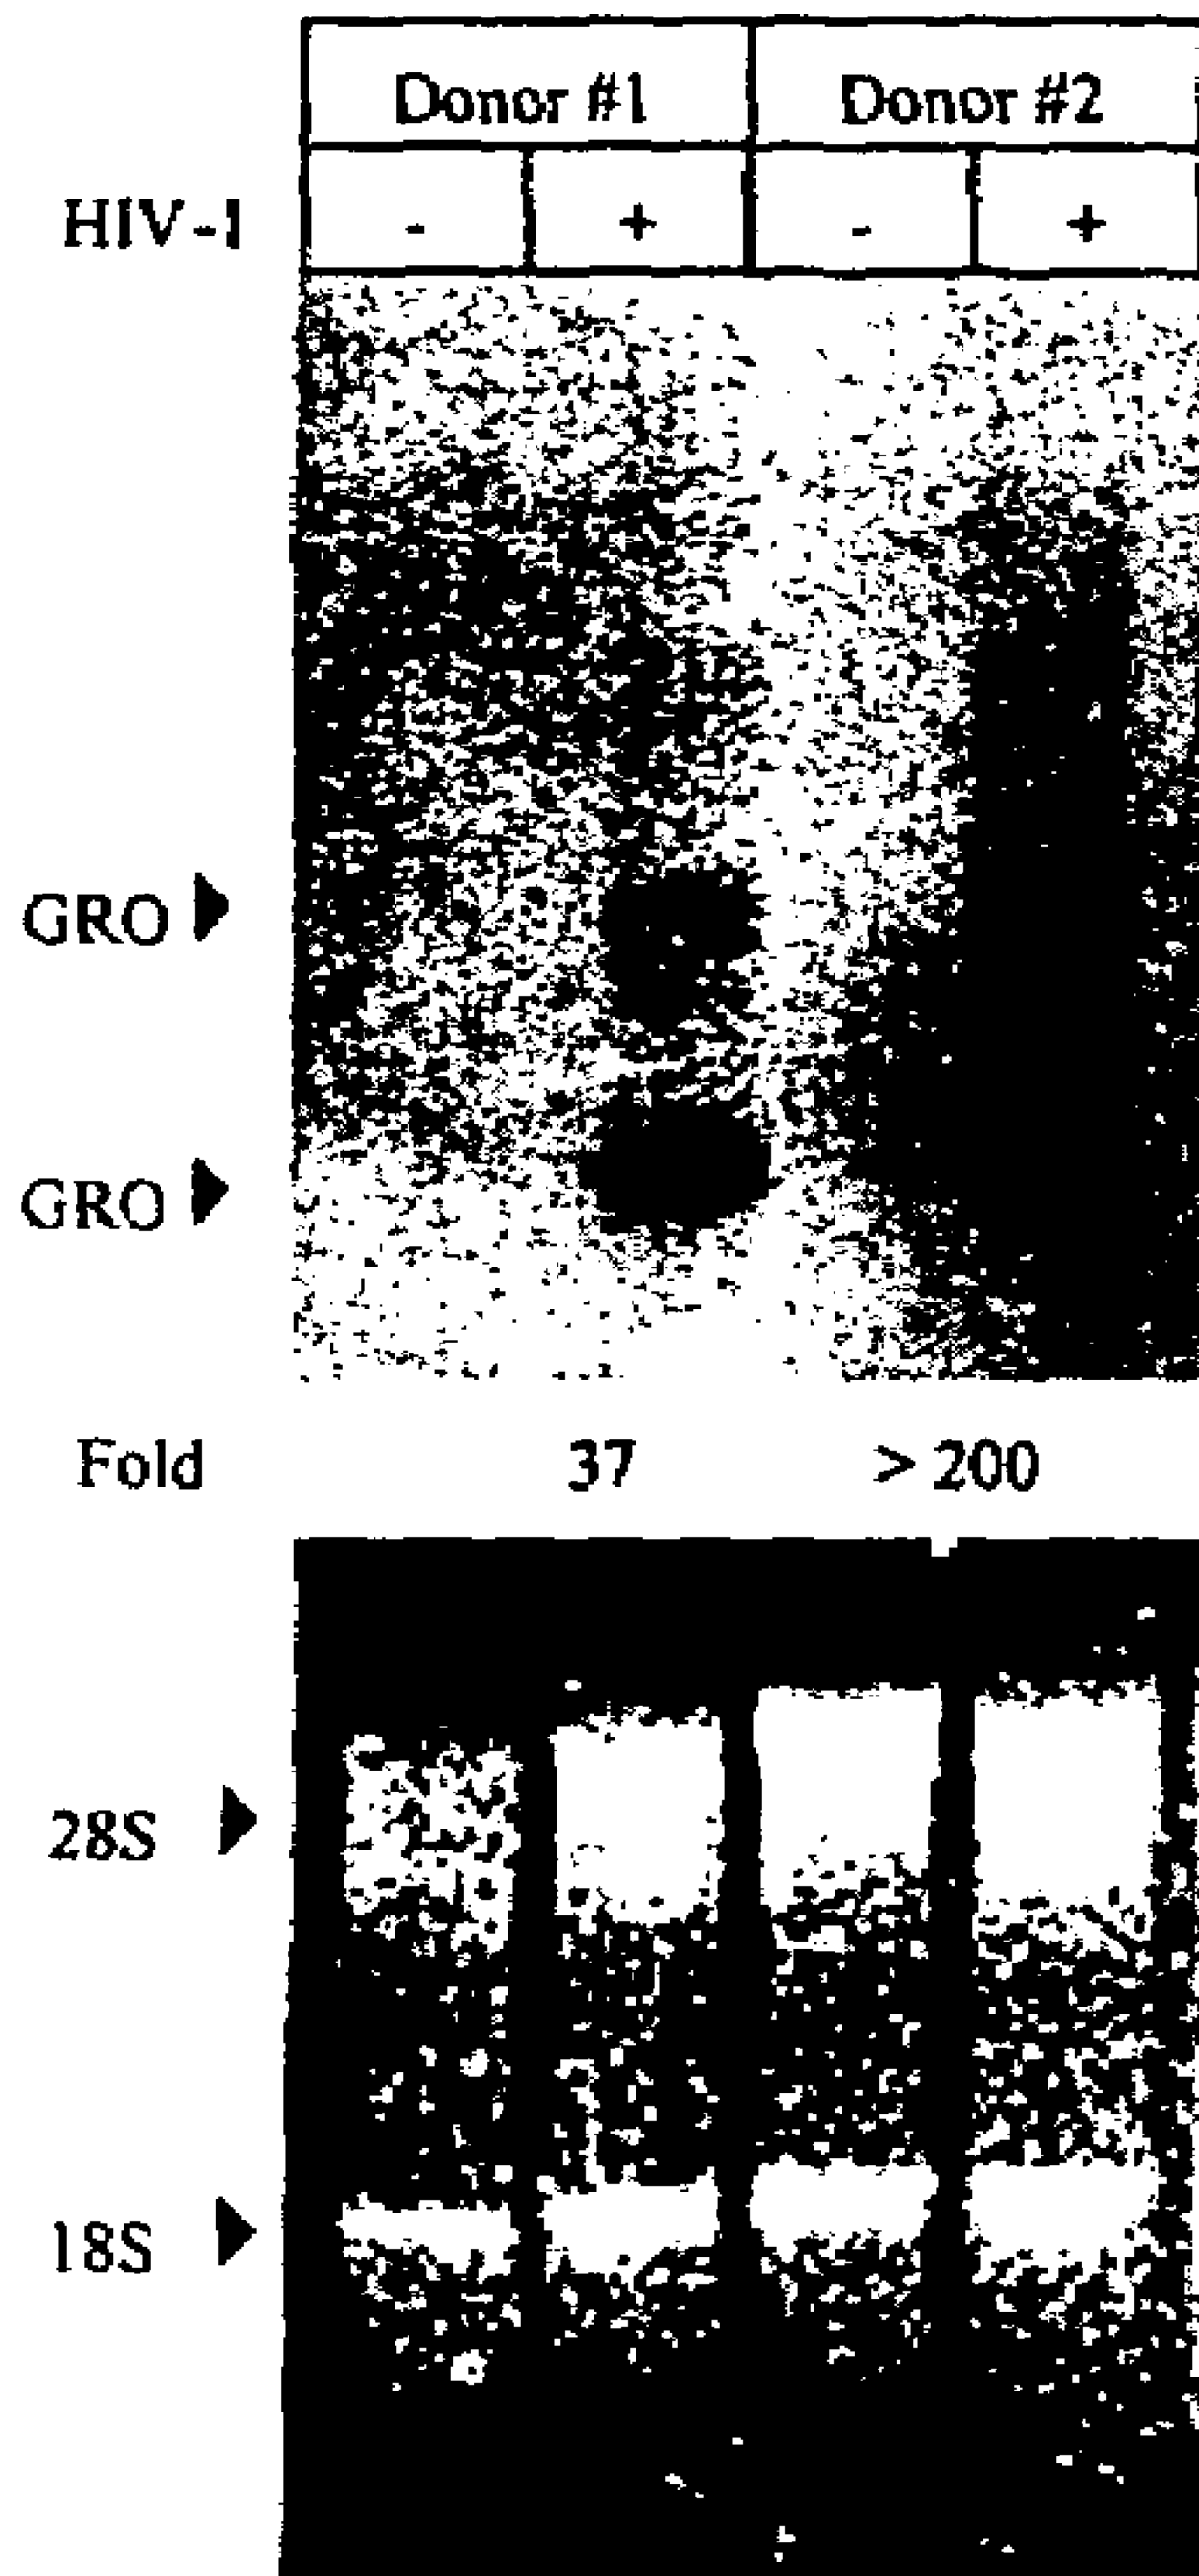 Donor #1 Donor #2
HIV-1 - + - +
GRO
GRO
Fold 37 > 200
28S
18S